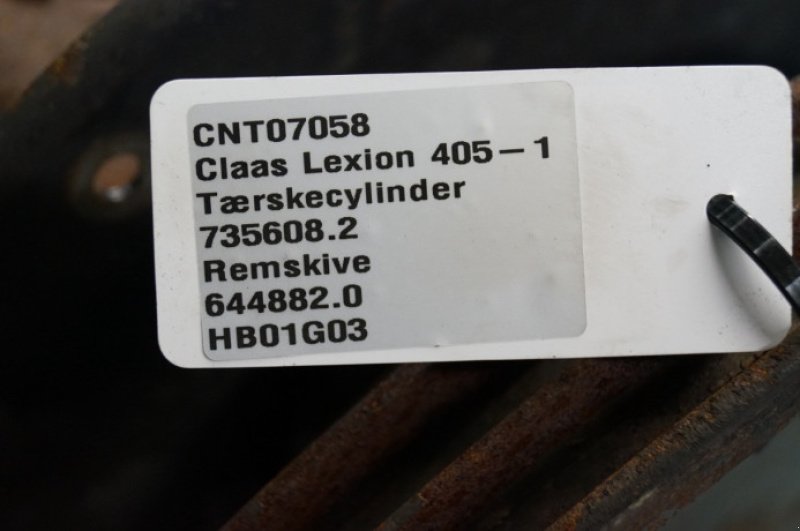 CNT07058
Claas Lexion 405-1
Tærskecylinder
735608.2
Remskive
644882.0
HB01G03